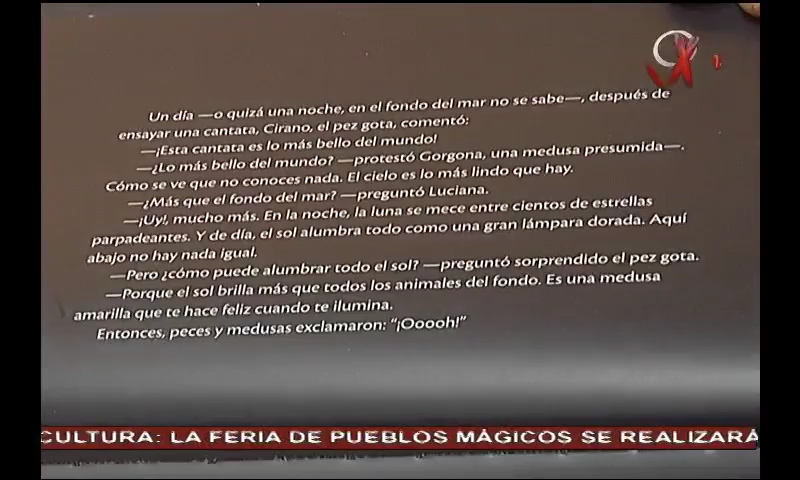 Un día —o quizá una noche, en el fondo del mar no se sabe—, después de
ensayar una cantata, Cirano, el pez gota, comentó:
—¡Esta cantata es lo más bello del mundo!
—¿Lo más bello del mundo? —protestó Gorgona, una medusa presumida—.
Cómo se ve que no conoces nada. El cielo es lo más lindo que hay.
—¿Más que el fondo del mar? —preguntó Luciana.
—¡Uy!, mucho más. En la noche, la luna se mece entre cientos de estrellas
parpadeantes. Y de día, el sol alumbra todo como una gran lámpara dorada. Aquí
abajo no hay nada igual.
—Pero ¿cómo puede alumbrar todo el sol? —preguntó sorprendido el pez gota.
—Porque el sol brilla más que todos los animales del fondo. Es una medusa
amarilla que te hace feliz cuando te ilumina.
Entonces, peces y medusas exclamaron: “¡Ooooh!”
CULTURA: LA FERIA DE PUEBLOS MÁGICOS SE REALIZARÁ